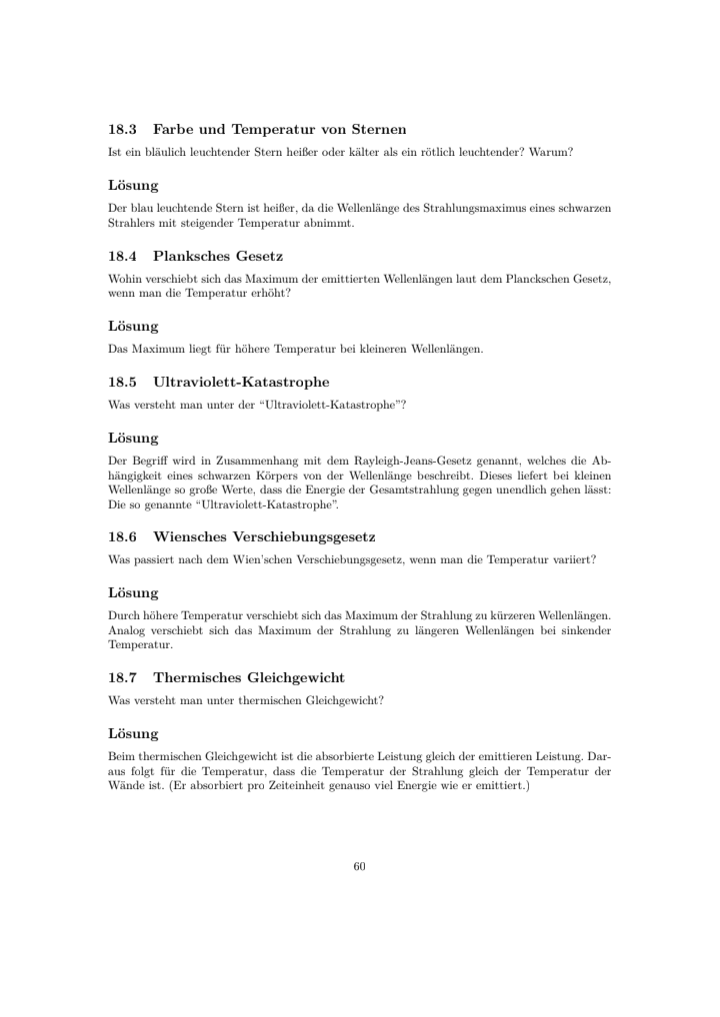 18.3 Farbe und Temperatur von Sternen
Ist ein bläulich leuchtender Stern heißer oder kälter als ein rötlich leuchtender? Warum?
Lösung
Der blau leuchtende Stern ist heißer, da die Wellenlänge des Strahlungsmaximus eines schwarzen
Strahlers mit steigender Temperatur abnimmt.
18.4 Planksches Gesetz
Wohin verschiebt sich das Maximum der emittierten Wellenlängen laut dem Planckschen Gesetz,
wenn man die Temperatur erhöht?
Lösung
Das Maximum liegt für höhere Temperatur bei kleineren Wellenlängen.
18.5 Ultraviolett-Katastrophe
Was versteht man unter der “Ultraviolett-Katastrophe”?
Lösung
Der Begriff wird in Zusammenhang mit dem Rayleigh-Jeans-Gesetz genannt, welches die Ab-
hängigkeit eines schwarzen Körpers von der Wellenlänge beschreibt. Dieses liefert bei kleinen
Wellenlänge so große Werte, dass die Energie der Gesamtstrahlung gegen unendlich gehen lässt:
Die so genannte “Ultraviolett-Katastrophe”.
18.6 Wiensches Verschiebungsgesetz
Was passiert nach dem Wien'schen Verschiebungsgesetz, wenn man die Temperatur variiert?
Lösung
Durch höhere Temperatur verschiebt sich das Maximum der Strahlung zu kürzeren Wellenlängen.
Analog verschiebt sich das Maximum der Strahlung zu längeren Wellenlängen bei sinkender
Temperatur.
18.7 Thermisches Gleichgewicht
Was versteht man unter thermischen Gleichgewicht?
Lösung
Beim thermischen Gleichgewicht ist die absorbierte Leistung gleich der emittieren Leistung. Dar-
aus folgt für die Temperatur, dass die Temperatur der Strahlung gleich der Temperatur der
Wände ist. (Er absorbiert pro Zeiteinheit genauso viel Energie wie er emittiert.)
60